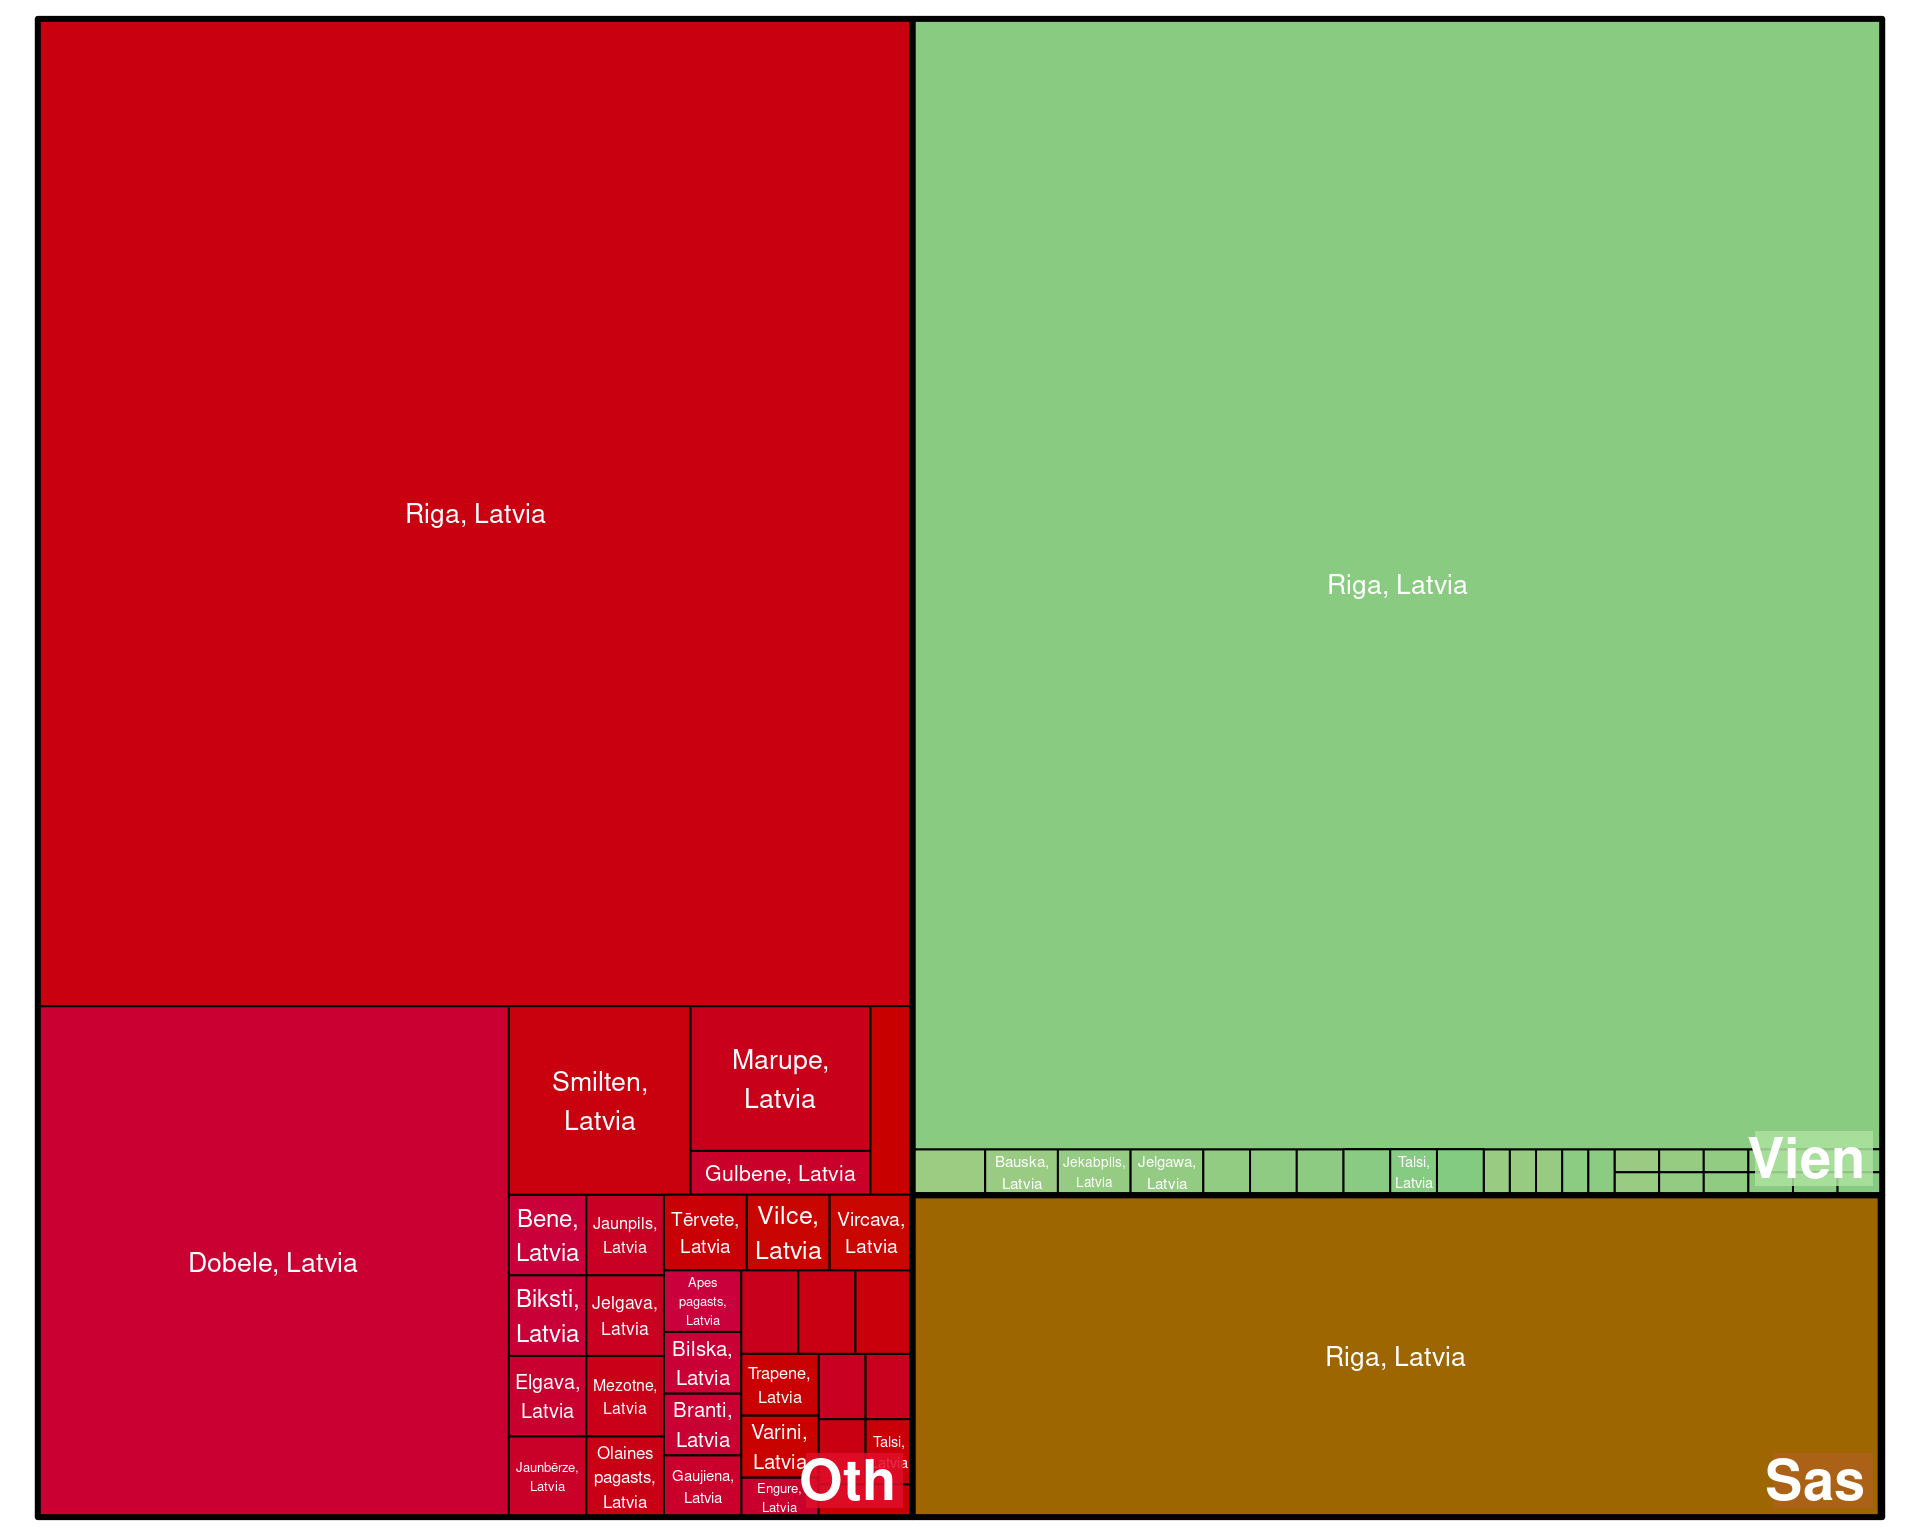 Riga, Latvia
Dobele, Latvia
Smilten,
Latvia
Marupe,
Latvia
Gulbene, Latvia
Bene,
Latvia
Jaunpils,
Latvia
Tērvete,
Latvia
Vilce,
Latvia
Vircava,
Latvia
Biksti,
Latvia
Jelgava,
Latvia
Apes
pagasts,
Latvia
Bilska,
Latvia
Elgava,
Latvia
Mezotne,
Latvia
Branti,
Latvia
Trapene,
Latvia
Varini,
Latvia
Jaunbērze,
Latvia
Olaines
pagasts,
Latvia
Gaujiena,
Latvia
Engure,
Latvia
Talsi,
Latvia
Oth
Riga, Latvia
Bauska,
Latvia
Jekabpils,
Latvia
Jelgawa,
Latvia
Talsi,
Latvia
Vien
Riga, Latvia
Sas